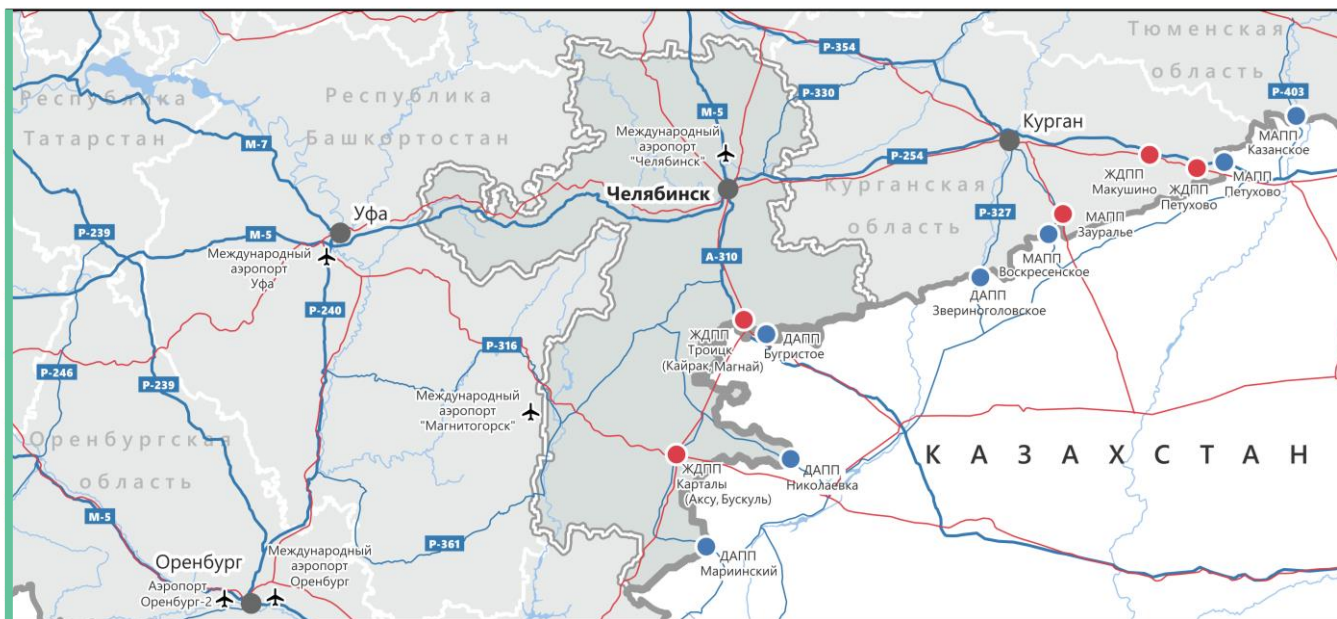 Тюменская
область
Р-354
Р-403
Р-330
Республика
Татарстан
Республика
Башкортостан
М-5
М-7
Международный
аэропорт
"Челябинск"
Курган
МАПП
Казанское
Р-254
ЖДПП
Макушино
ЖДПП
Петухово
МАПП
Петухово
Челябинск
Курганская
область
Р-327
МАПП
Зауралье
МАПП
Воскресенское
ДАПП
Звериноголовское
Уфа
Р-239
М-5
Международный
аэропорт
Уфа
А-310
Р-240
ЖДПП
Троицк
(Кайрак, Магнай)
ДАПП
Бугристое
Р-316
Р-246
Р-239
Международный
аэропорт
"Магнитогорск"
Оренбургская
область
КАЗАХСТАН
ЖДПП
Карталы
(Аксу, Бускуль)
ДАПП
Николаевка
М-5
Р-361
ДАПП
Мариинский
Оренбург
Международный
аэропорт
Оренбург
Аэропорт
Оренбург-2